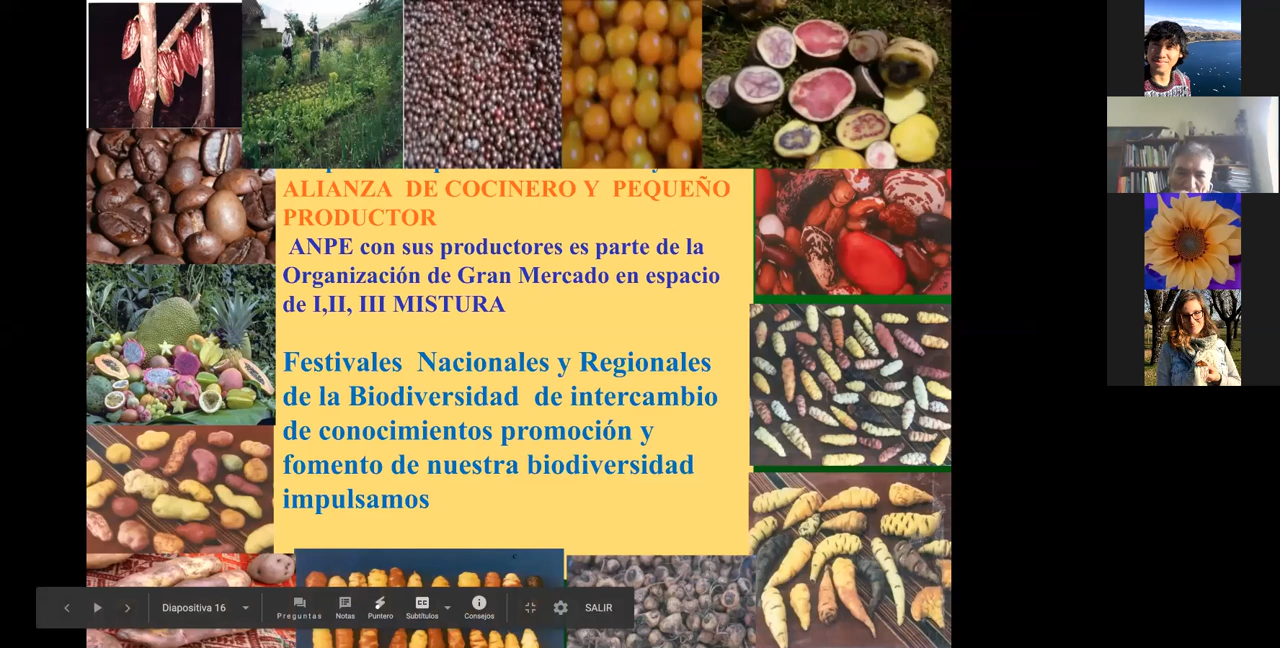 ALIANZA DE COCINERO Y PEQUEÑO
PRODUCTOR
ANPE con sus productores es parte de la
Organización de Gran Mercado en espacio
de I,II, III MISTURA
Festivales Nacionales y Regionales
de la Biodiversidad de intercambio
de conocimientos promoción y
fomento de nuestra biodiversidad
impulsamos
Diapositiva 16
Preguntas
Notas
Puntero
Subtítulos
Consejos
SALIR